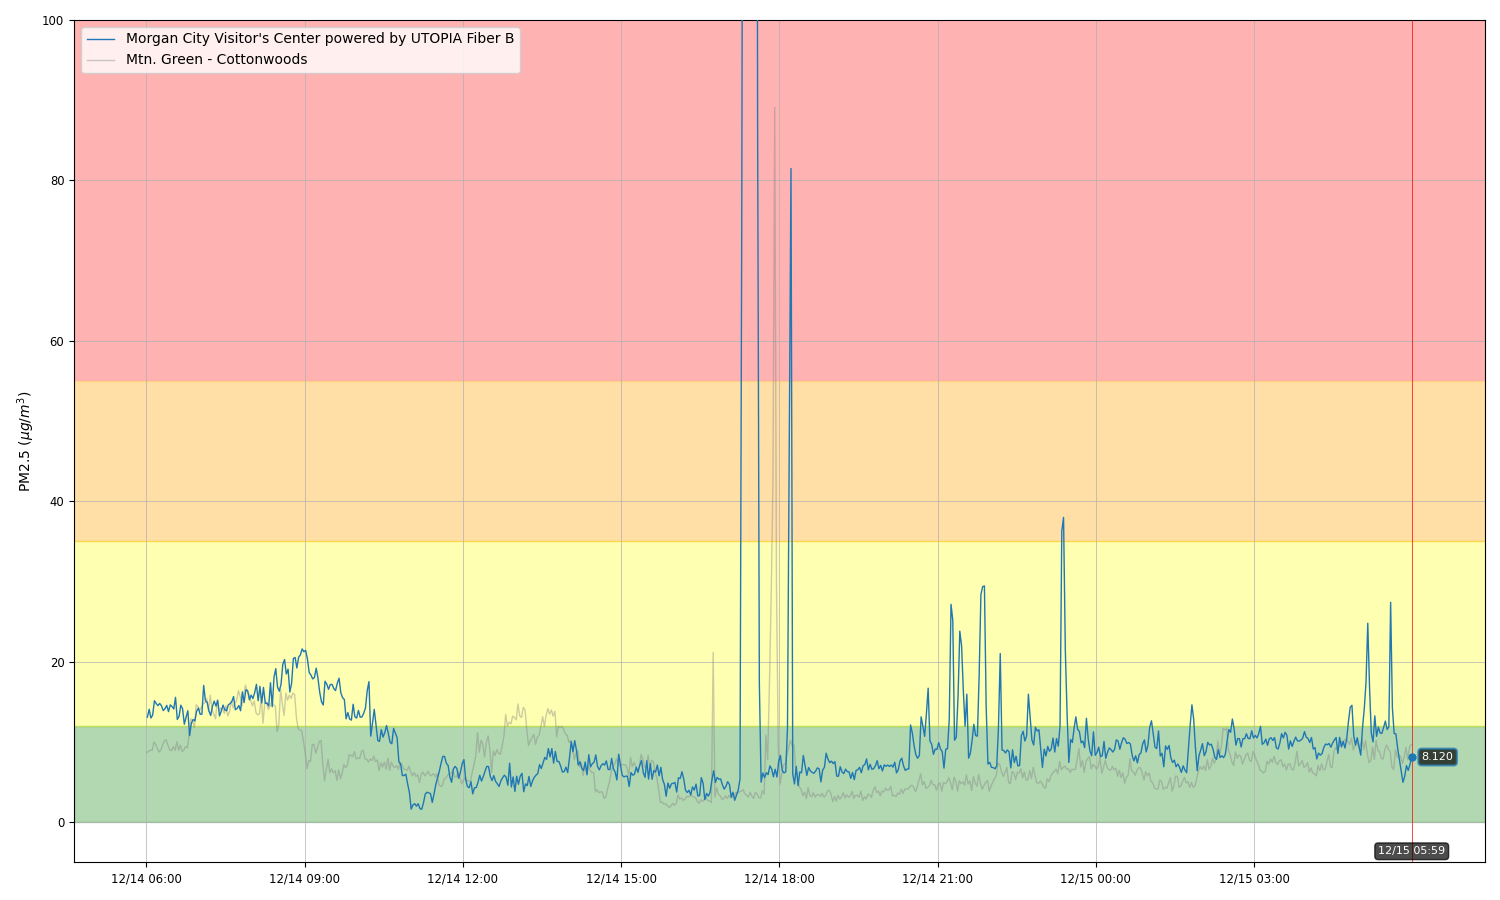 100
Morgan City Visitor's Center powered by UTOPIA Fiber B
Mtn. Green - Cottonwoods
80
60
PM2.5 (μg/m³)
40
20
8.120
0
12/15 05:59
12/14 06:00 12/14 09:00 12/14 12:00 12/14 15:00 12/14 18:00 12/14 21:00 12/15 00:00 12/15 03:00